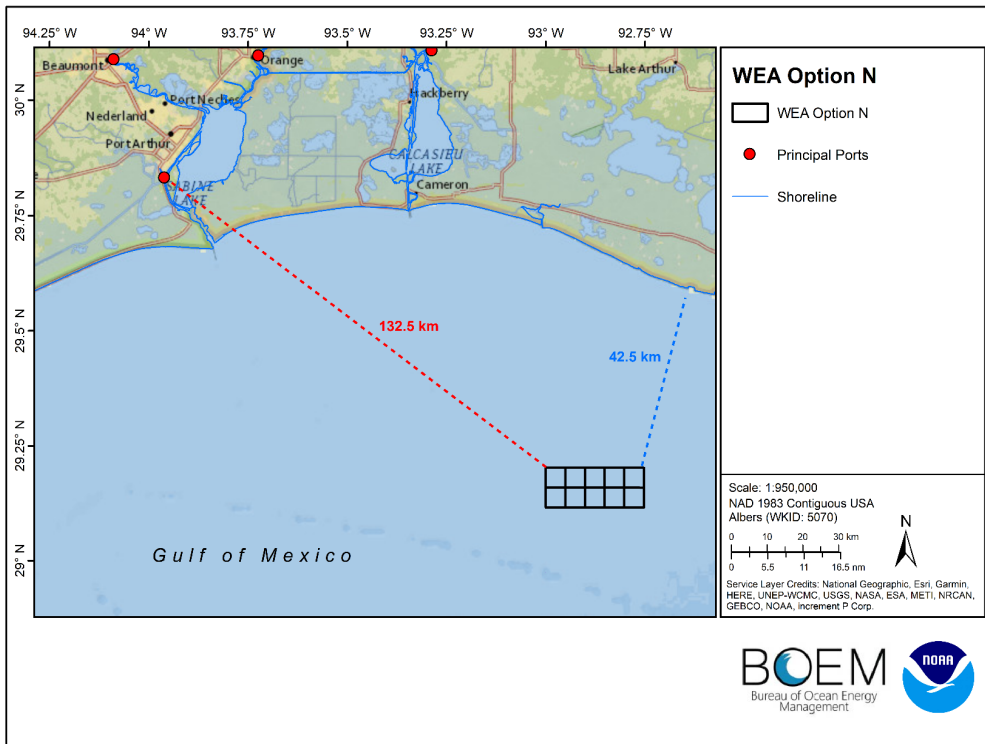 94.25° W 94° W 93.75° W 93.5° W 93.25° W 93° W 92.75° W
30° N
29.75° N
29.5° N
29.25° N
29° N
Beaumont
Orange
Lake Arthur
Port Neches
Hackberry
Nederland
Port Arthur
CALCASIEU
LAKE
Cameron
SABINE
LAKE
132.5 km
42.5 km
Gulf of Mexico
WEA Option N
WEA Option N
Principal Ports
Shoreline
Scale: 1:950,000
NAD 1983 Contiguous USA
Albers (WKID: 5070)
N
0 10 20 30 km
0 5.5 11 16.5 nm
Service Layer Credits: National Geographic, Esri, Garmin,
HERE, UNEP-WCMC, USGS, NASA, ESA, METI, NRCAN,
GEBCO, NOAA, Increment P Corp.
BOEM
Bureau of Ocean Energy
Management
NOAA